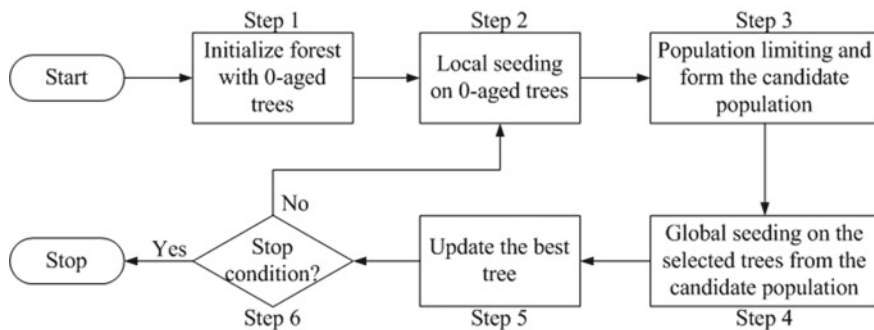 Step 1
Step 2
Step 3
Start
Initialize forest
with 0-aged
trees
Local seeding
on 0-aged trees
Population limiting and
form the candidate
population
No
Stop
Yes
Stop
condition?
Update the best
tree
Global seeding on the
selected trees from the
candidate population
Step 6
Step 5
Step 4